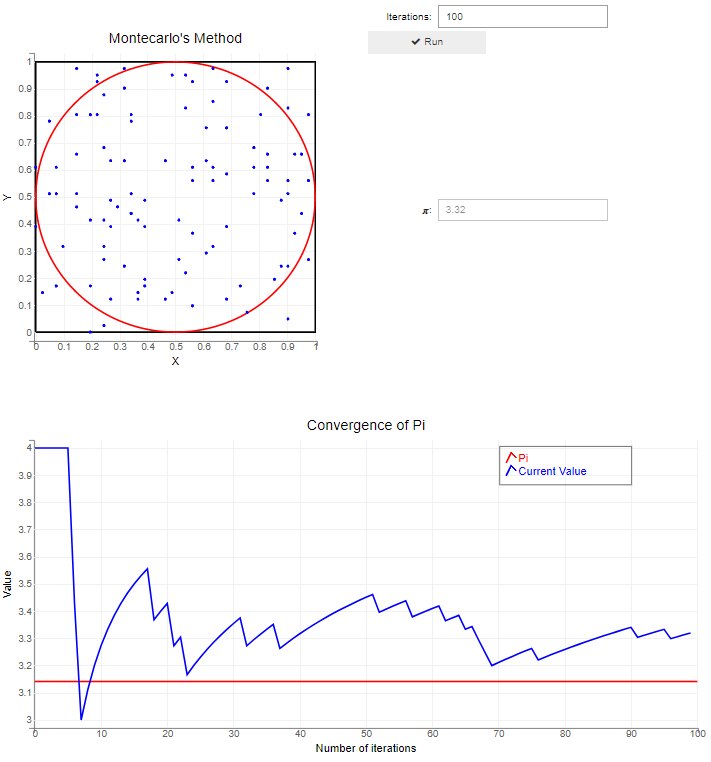 Iterations: 100
✔ Run
Montecarlo's Method
1
0.9
0.8
0.7
0.6
0.5
0.4
0.3
0.2
0.1
0
Y
0 0.1 0.2 0.3 0.4 0.5 0.6 0.7 0.8 0.9 1
X
π: 3.32
Convergence of Pi
4
3.9
3.8
3.7
3.6
3.5
3.4
3.3
3.2
3.1
3
Value
Pi
Current Value
0 10 20 30 40 50 60 70 80 90 100
Number of iterations